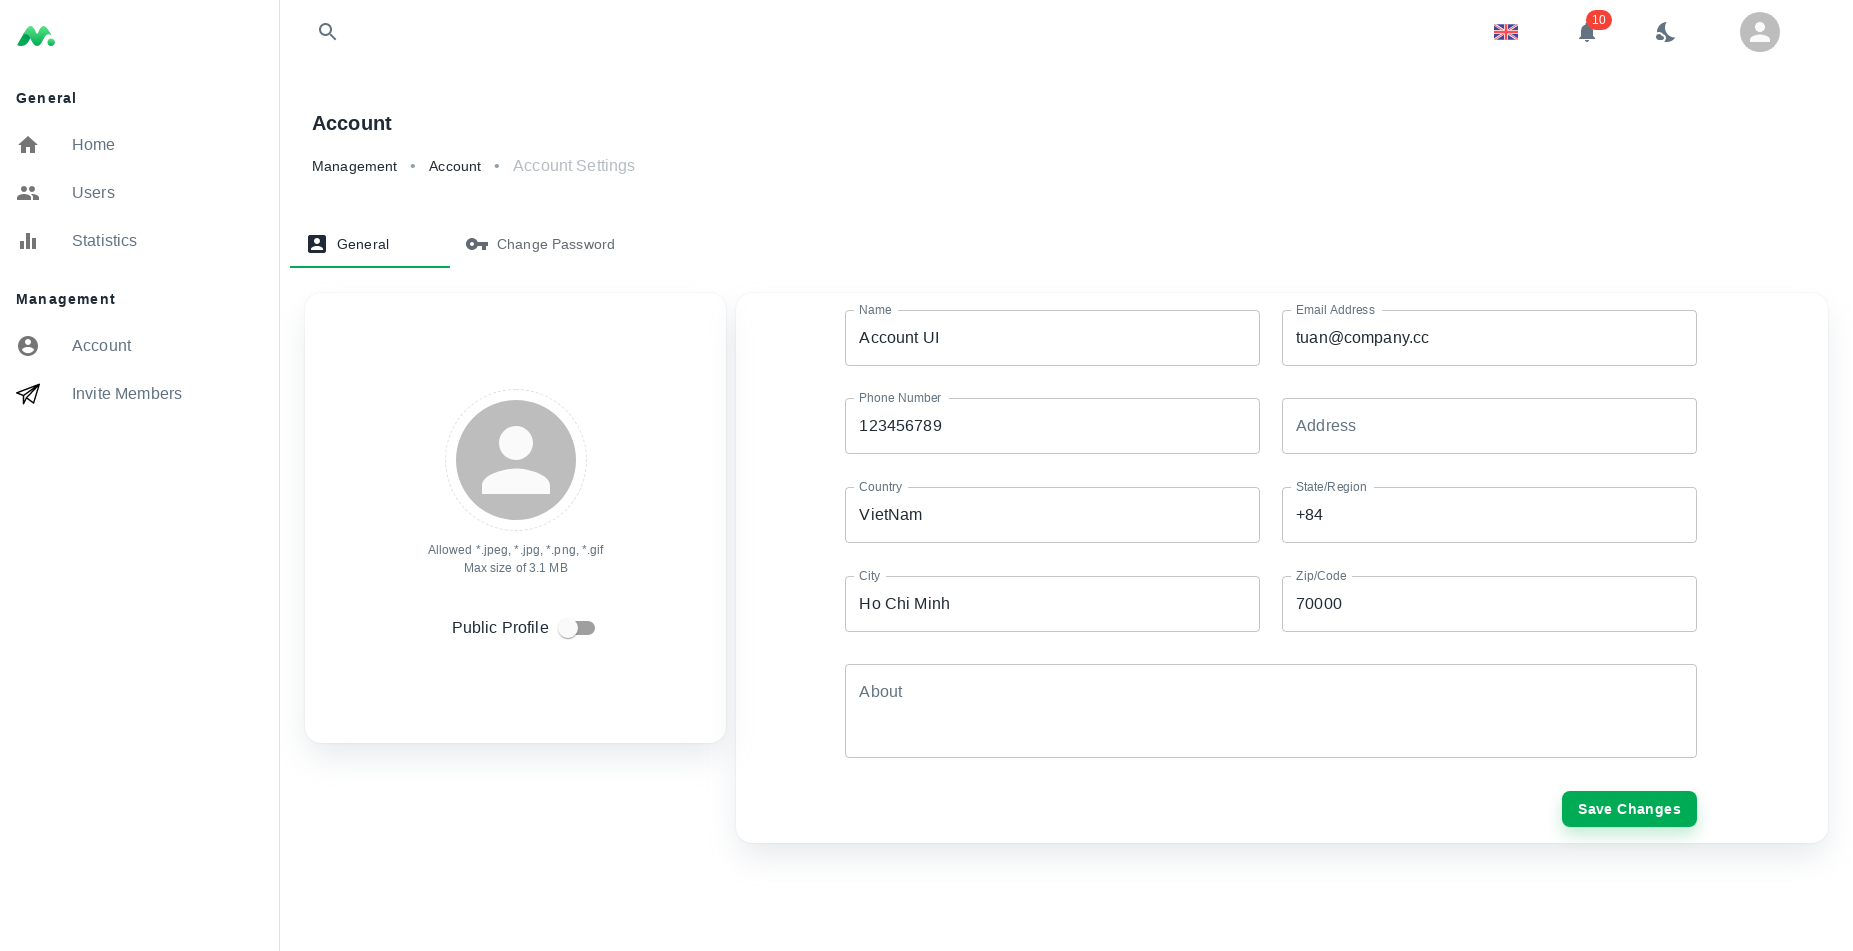 10
General
Home
Users
Statistics
Management
Account
Invite Members
Account
Management • Account • Account Settings
General
Change Password
Allowed *.jpeg, *.jpg, *.png, *.gif
Max size of 3.1 MB
Public Profile
Name
Account UI
Email Address
tuan@company.cc
Phone Number
123456789
Address
Country
VietNam
State/Region
+84
City
Ho Chi Minh
Zip/Code
70000
About
Save Changes